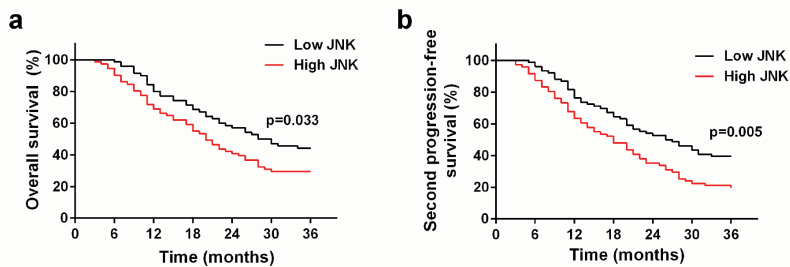 a
Low JNK
High JNK
Overall survival (%)
100
80
60
40
20
0
p=0.033
0 6 12 18 24 30 36
Time (months)
b
Low JNK
High JNK
Second progression-free
survival (%)
100
80
60
40
20
0
p=0.005
0 6 12 18 24 30 36
Time (months)